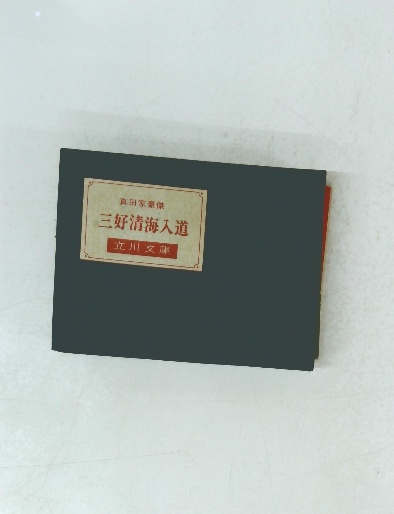 真田家豪傑
三好清海入道
立川文庫